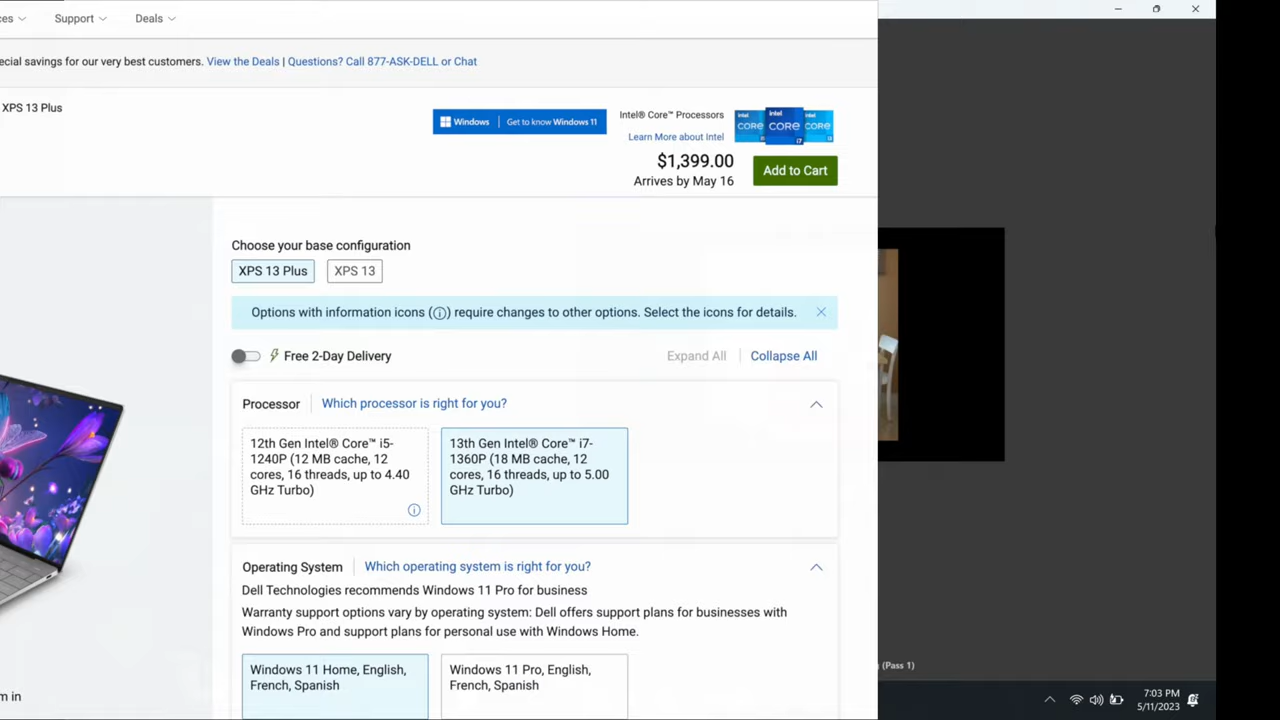 ces
Support
Deals
ecial savings for our very best customers. View the Deals | Questions? Call 877-ASK-DELL or Chat
XPS 13 Plus
Windows | Get to know Windows 11
Intel® Core™ Processors
Learn More about Intel
intel CORE i5
intel CORE i7
CORE
$1,399.00
Arrives by May 16
Add to Cart
Choose your base configuration
XPS 13 Plus
XPS 13
Options with information icons (ⓘ) require changes to other options. Select the icons for details.
Free 2-Day Delivery
Expand All
Collapse All
Processor
Which processor is right for you?
12th Gen Intel® Core™ i5-
1240P (12 MB cache, 12
cores, 16 threads, up to 4.40
GHz Turbo)
13th Gen Intel® Core™ i7-
1360P (18 MB cache, 12
cores, 16 threads, up to 5.00
GHz Turbo)
Operating System
Which operating system is right for you?
Dell Technologies recommends Windows 11 Pro for business
Warranty support options vary by operating system: Dell offers support plans for businesses with
Windows Pro and support plans for personal use with Windows Home.
Windows 11 Home, English,
French, Spanish
Windows 11 Pro, English,
French, Spanish
m in
(Pass 1)
7:03 PM
5/11/2023